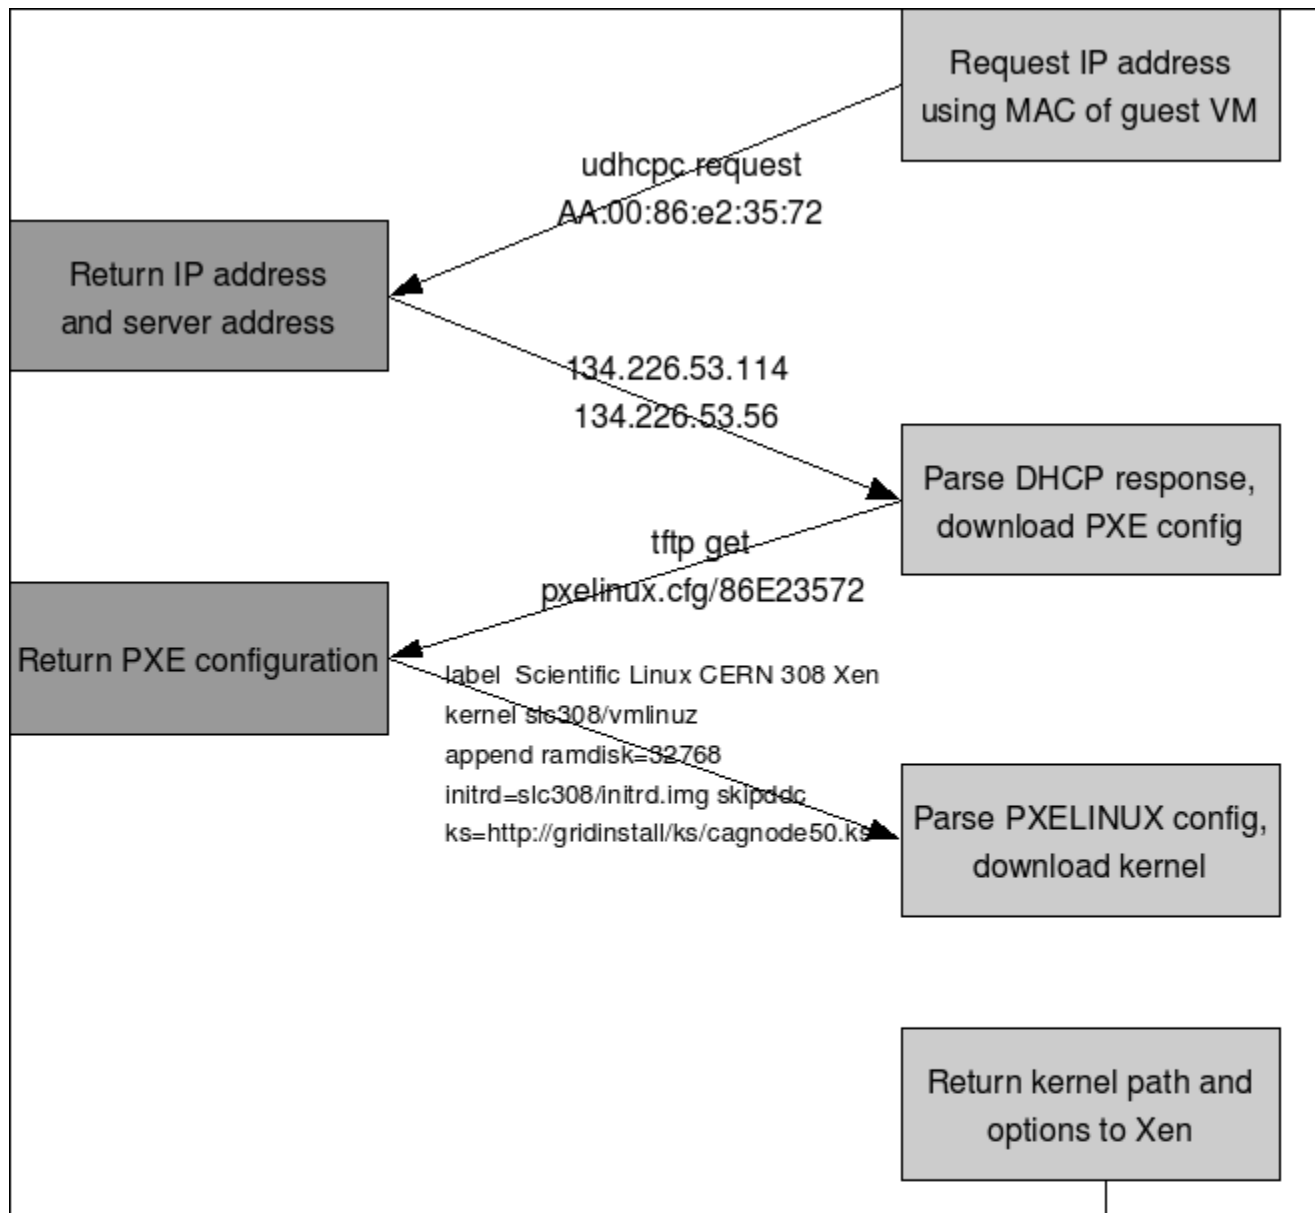 Request IP address
using MAC of guest VM
udhcpc request
AA:00:86:e2:35:72
Return IP address
and server address
134.226.53.114
134.226.53.56
Parse DHCP response,
download PXE config
tftp get
pxelinux.cfg/86E23572
Return PXE configuration
label  Scientific Linux CERN 308 Xen
kernel slc308/vmlinuz
append ramdisk=32768
initrd=slc308/initrd.img skipddc
ks=http://gridinstall/ks/cagnode50.ks
Parse PXELINUX config,
download kernel
Return kernel path and
options to Xen